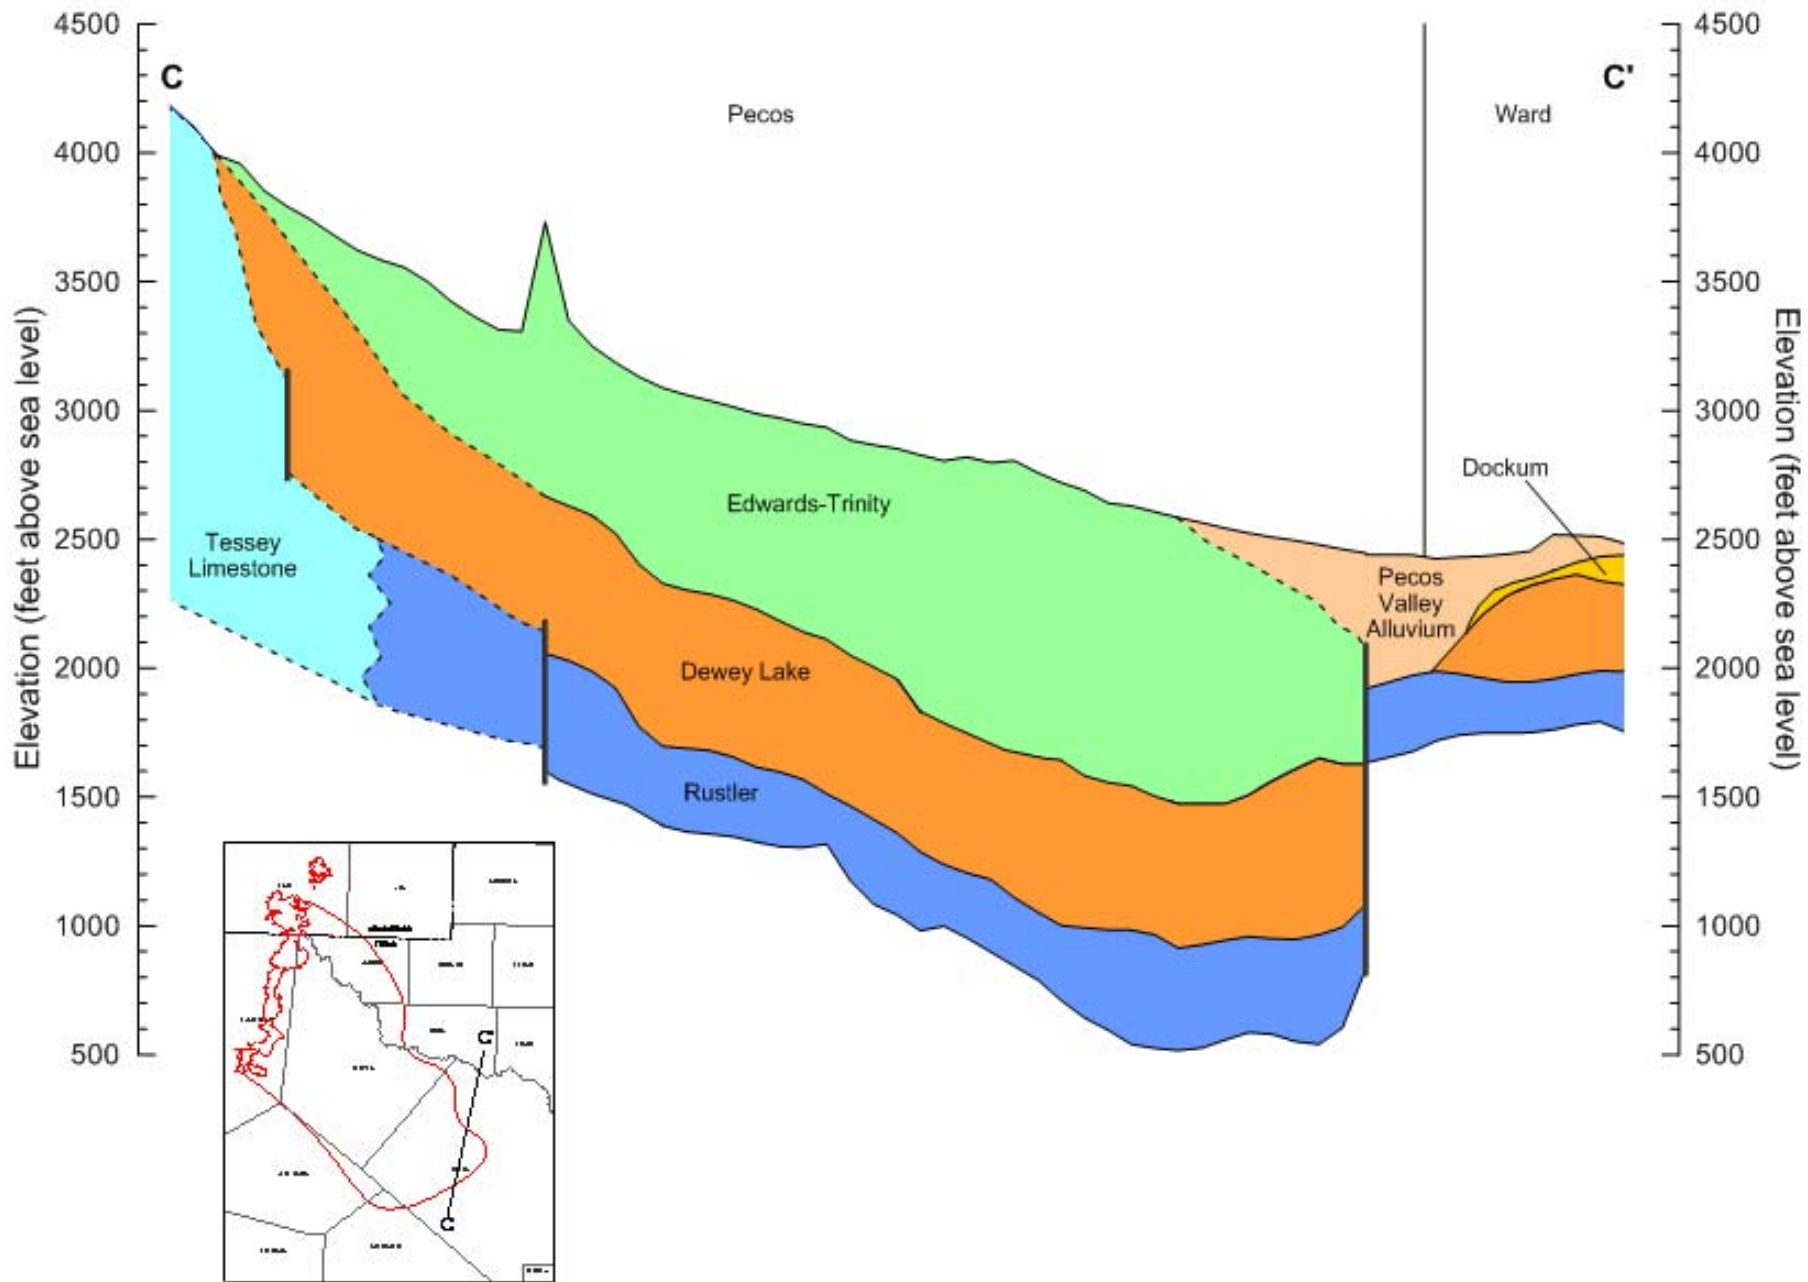 4500
4000
3500
3000
2500
2000
1500
1000
500
Elevation (feet above sea level)
C
Pecos
Ward
C'
Dockum
Edwards-Trinity
Tessey
Limestone
Pecos
Valley
Alluvium
Dewey Lake
Rustler
4500
4000
3500
3000
2500
2000
1500
1000
500
Elevation (feet above sea level)
C'
C